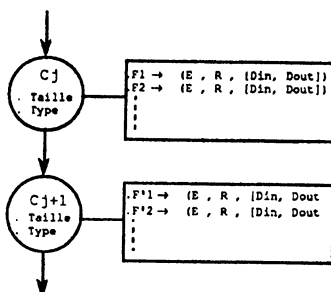 Cj
. Taille
. Type
.F1 → (E , R , [Din, Dout])
.F2 → (E , R , [Din, Dout])
Cj+1
. Taille
. Type
.F'1 → (E , R , [Din, Dout
.F'2 → (E , R , [Din, Dout